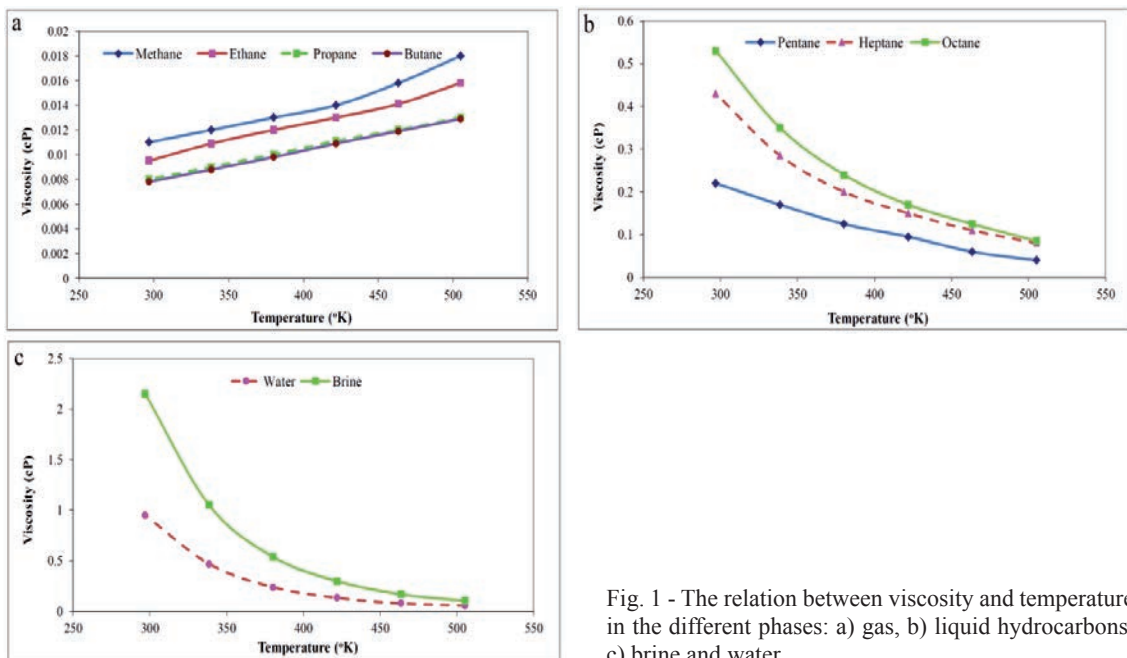 a
0.02
0.018
0.016
0.014
0.012
0.01
0.008
0.006
0.004
0.002
0
Viscosity (cP)
Methane Ethane Propane Butane
250 300 350 400 450 500 550
Temperature (°K)
b
0.6
0.5
0.4
0.3
0.2
0.1
0
Viscosity (cP)
Pentane Heptane Octane
250 300 350 400 450 500 550
Temperature (°K)
c
2.5
2
1.5
1
0.5
0
Viscosity (cP)
Water Brine
250 300 350 400 450 500 550
Temperature (°K)
Fig. 1 - The relation between viscosity and temperature
in the different phases: a) gas, b) liquid hydrocarbons
c) brine and water